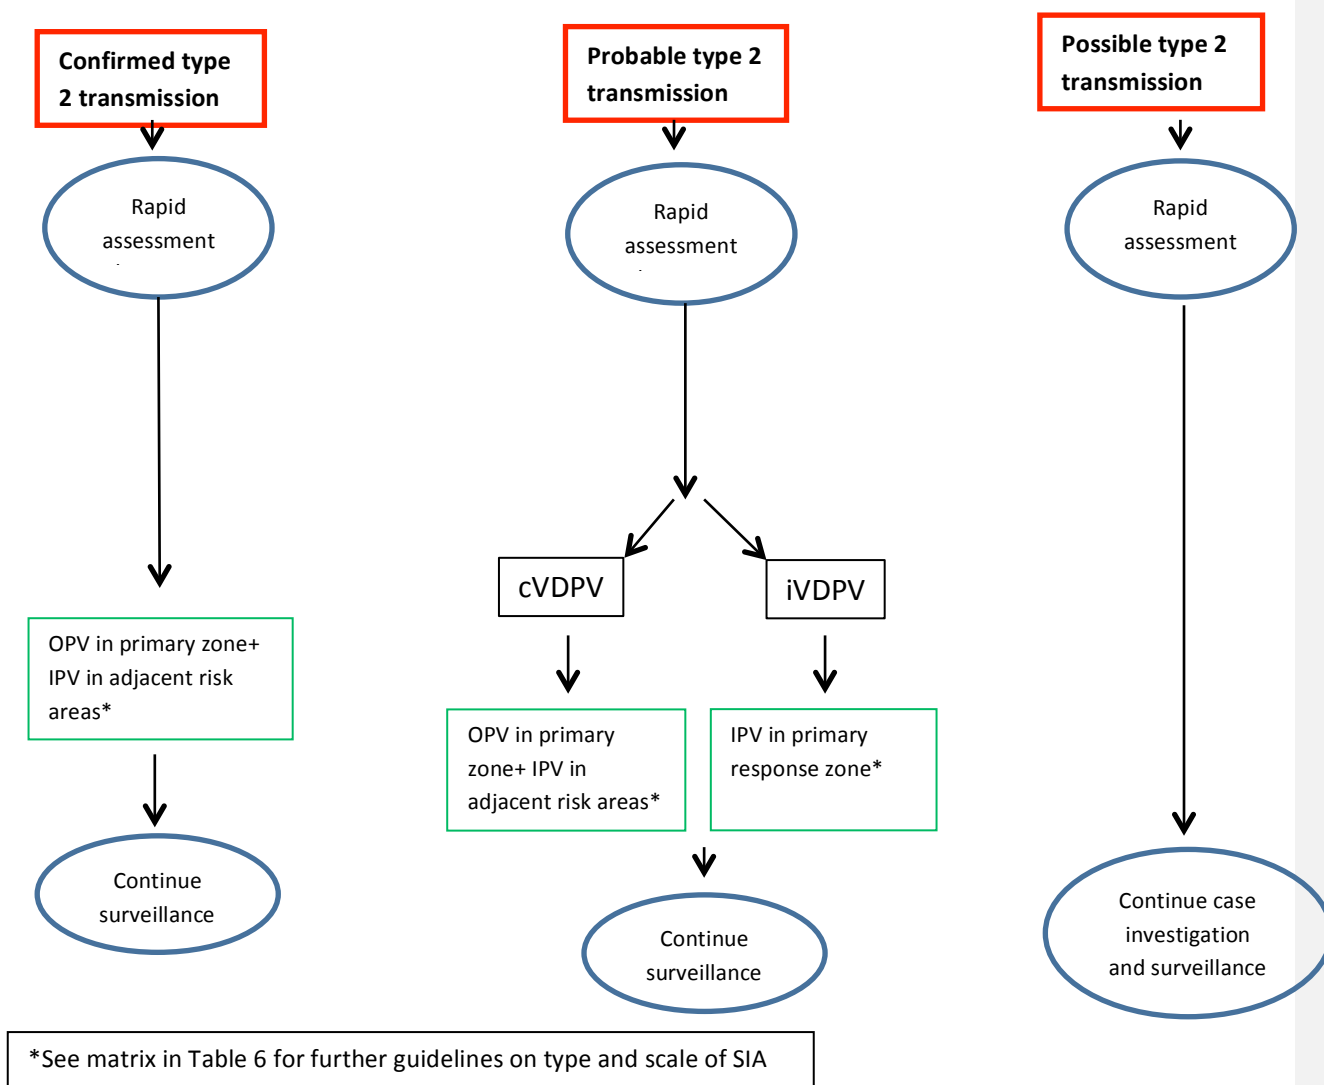 Confirmed type
2 transmission
Rapid
assessment
OPV in primary zone+
IPV in adjacent risk
areas*
Continue
surveillance
Probable type 2
transmission
Rapid
assessment
cVDPV
iVDPV
OPV in primary
zone+ IPV in
adjacent risk areas*
IPV in primary
response zone*
Continue
surveillance
Possible type 2
transmission
Rapid
assessment
Continue case
investigation
and surveillance
*See matrix in Table 6 for further guidelines on type and scale of SIA